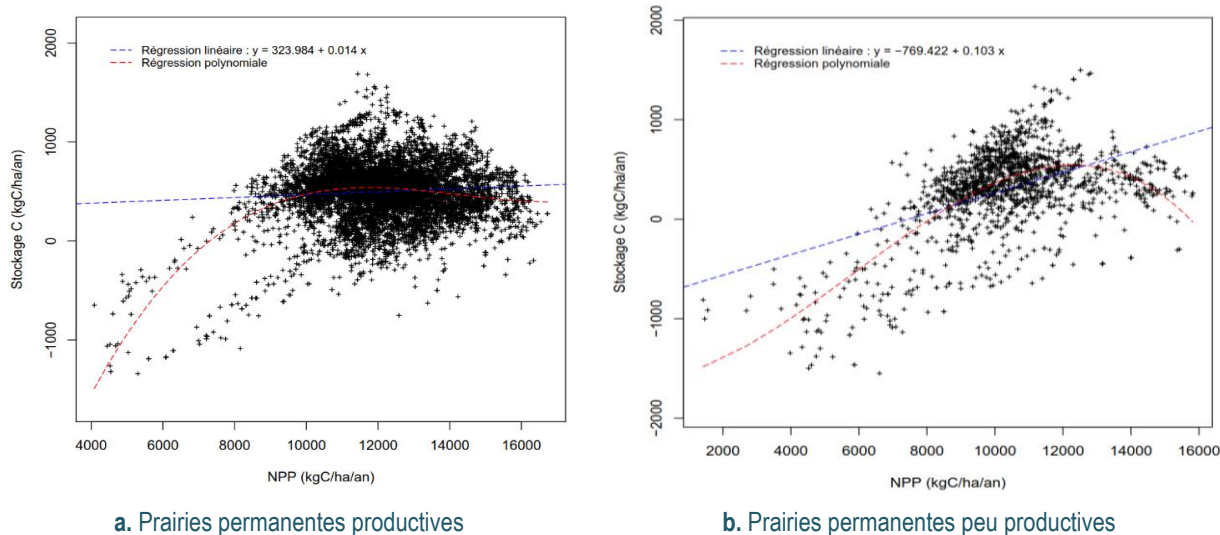 Régression linéaire : y = 323.984 + 0.014 x
Régression polynomiale
Stockage C (kgC/ha/an)
2000
1000
0
−1000
4000 6000 8000 10000 12000 14000 16000
NPP (kgC/ha/an)
a. Prairies permanentes productives
Régression linéaire : y = −769.422 + 0.103 x
Régression polynomiale
Stockage C (kgC/ha/an)
2000
1000
0
−1000
−2000
2000 4000 6000 8000 10000 12000 14000 16000
NPP (kgC/ha/an)
b. Prairies permanentes peu productives